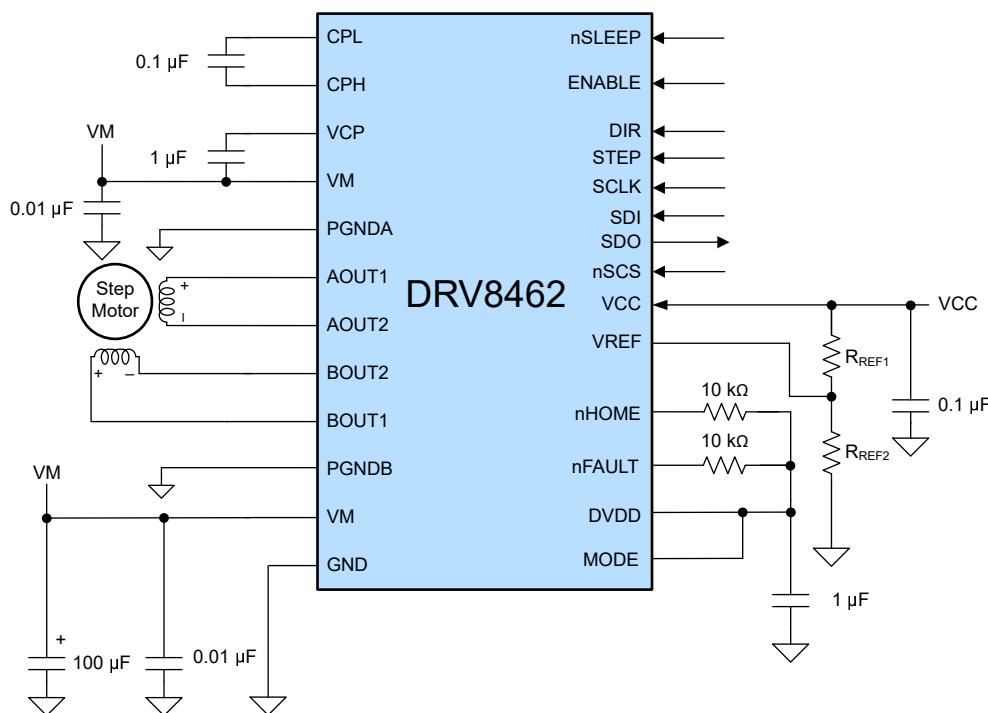 CPL
0.1 µF
CPH
VCP
VM
1 µF
VM
0.01 µF
PGNDA
Step
Motor
+
–
AOUT1
AOUT2
+ –
BOUT2
BOUT1
PGNDB
VM
VM
GND
+
100 µF
0.01 µF
DRV8462
nSLEEP
ENABLE
DIR
STEP
SCLK
SDI
SDO
nSCS
VCC
VCC
VREF
RREF1
0.1 µF
nHOME
10 kΩ
nFAULT
10 kΩ
RREF2
DVDD
MODE
1 µF